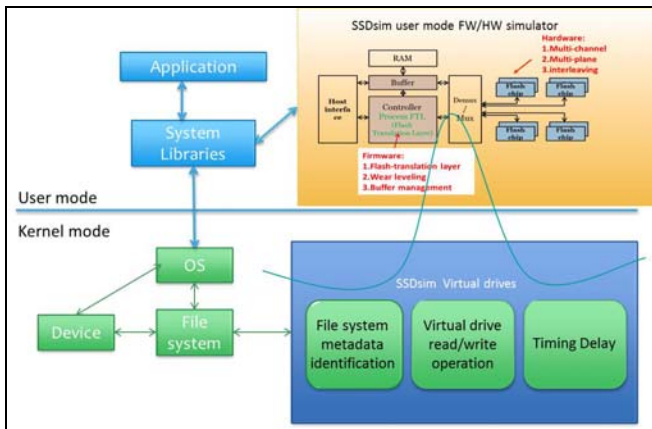 SSDsim user mode FW/HW simulator
Application
System
Libraries
RAM
Buffer
Host
interfa
ce
Controller
Process FTL
(Flash
Translation Layer)
Demux
/
Mux
Hardware:
1.Multi-channel
2.Multi-plane
3.interleaving
Flash
chip
Flash
chip
Flash
chip
Flash
chip
Firmware:
1.Flash-translation layer
2.Wear leveling
3.Buffer management
User mode
Kernel mode
OS
Device
File
system
SSDsim Virtual drives
File system
metadata
identification
Virtual drive
read/write
operation
Timing Delay